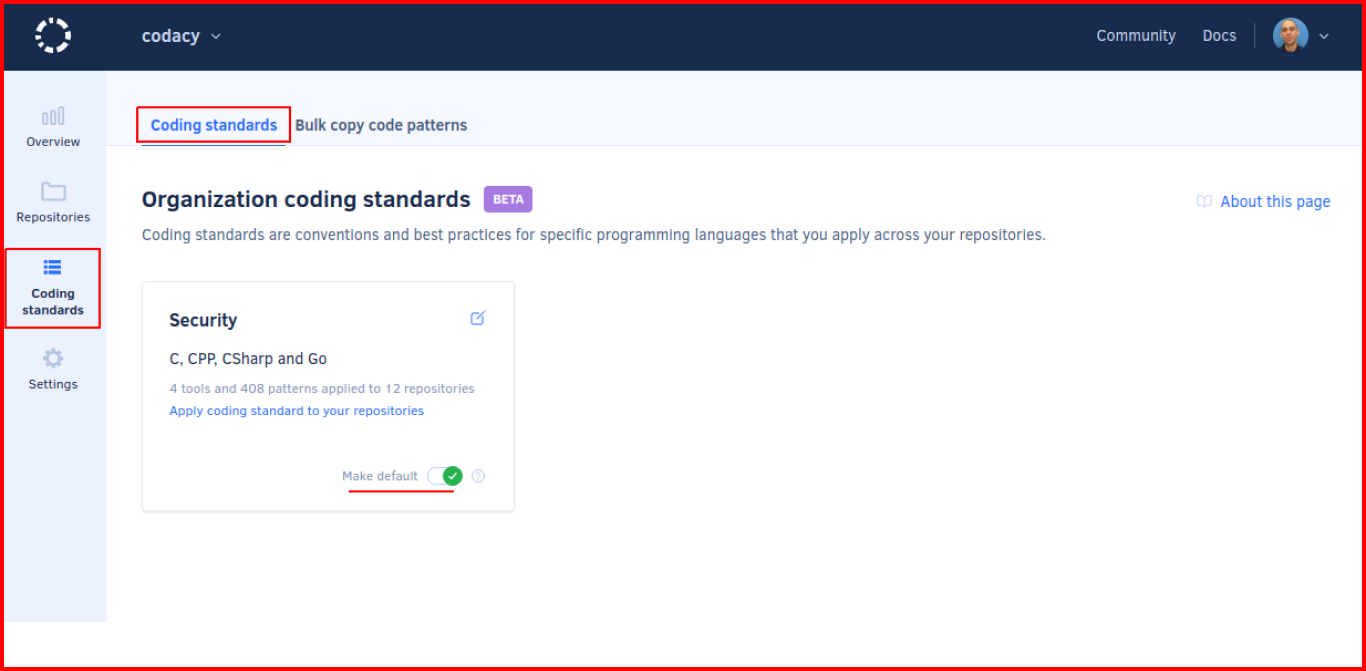 codacy
Community
Docs
Overview
Repositories
Coding
standards
Settings
Coding standards
Bulk copy code patterns
Organization coding standards
BETA
About this page
Coding standards are conventions and best practices for specific programming languages that you apply across your repositories.
Security
C, CPP, CSharp and Go
4 tools and 408 patterns applied to 12 repositories
Apply coding standard to your repositories
Make default
?